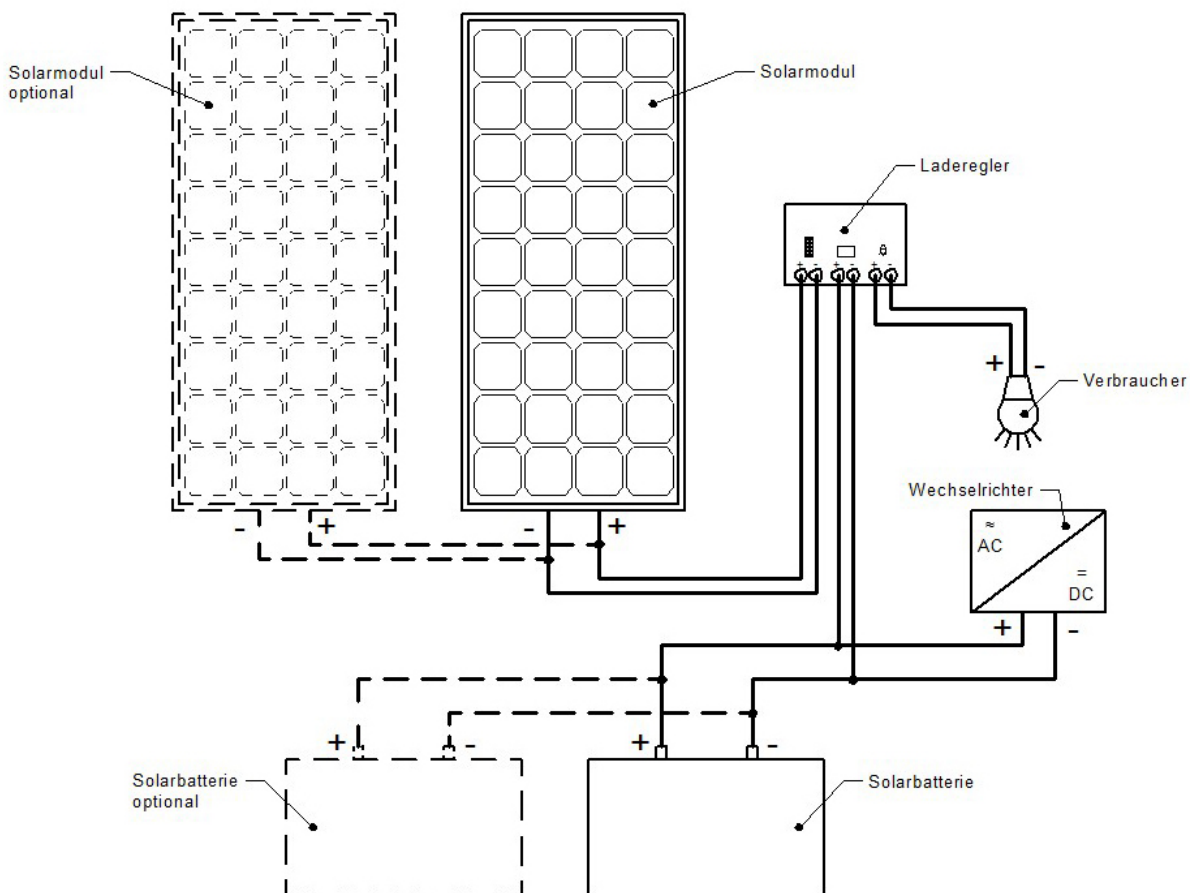 Solarmodul
optional
Solarmodul
Laderegler
+ - + - + -
+ -
Verbraucher
Wechselrichter
≈
AC
=
DC
- +
- +
+ -
+ -
+ -
Solarbatterie
optional
Solarbatterie